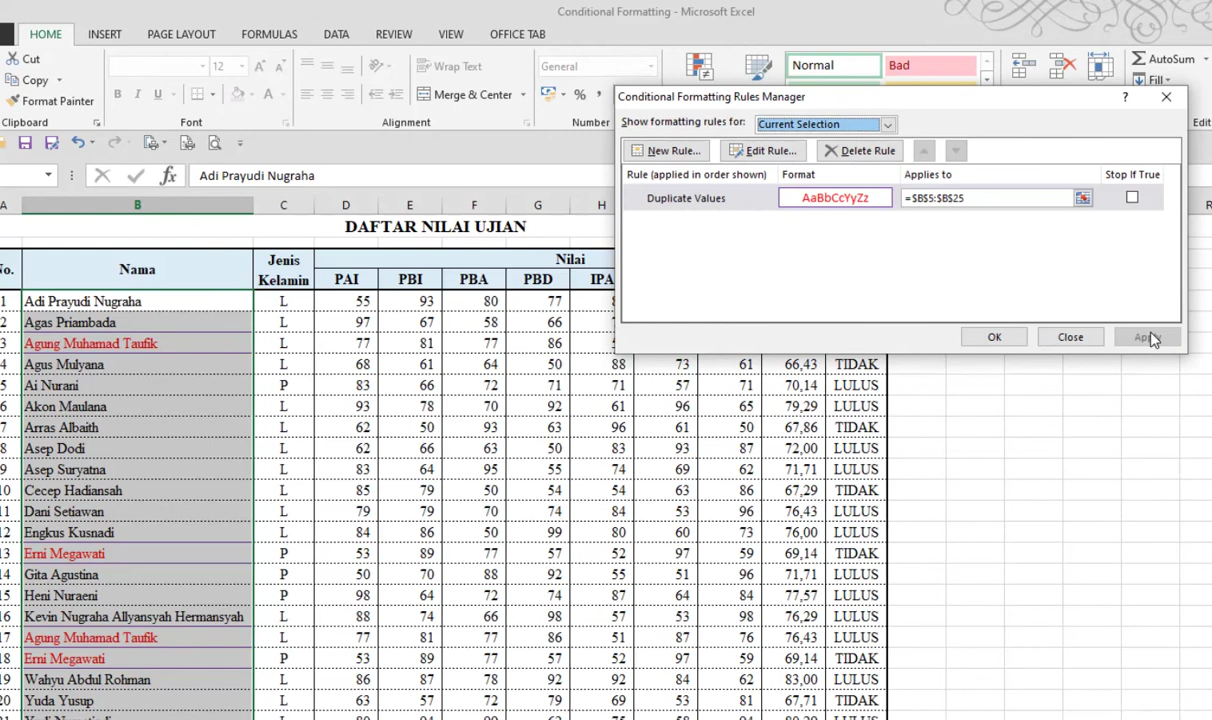 Conditional Formatting - Microsoft Excel
HOME INSERT PAGE LAYOUT FORMULAS DATA REVIEW VIEW OFFICE TAB
Cut
Copy
Format Painter
Clipboard
12
B I U
Font
Wrap Text
Merge & Center
Alignment
General
%
Number
Normal
Bad
AutoSum
Fill
Conditional Formatting Rules Manager
Show formatting rules for: Current Selection
New Rule... Edit Rule... Delete Rule
Rule (applied in order shown) Format Applies to Stop If True
Duplicate Values AaBbCcYyZz =$B$5:$B$25
OK Close
fx Adi Prayudi Nugraha
A B C D E F G H R
DAFTAR NILAI UJIAN
No. Nama Jenis Kelamin Nilai
PAI PBI PBA PBD IPA
1 Adi Prayudi Nugraha L 55 93 80 77
2 Agas Priambada L 97 67 58 66
3 Agung Muhamad Taufik L 77 81 77 86
4 Agus Mulyana L 68 61 64 50 88 73 61 66,43 TIDAK
5 Ai Nurani P 83 66 72 71 71 57 71 70,14 LULUS
6 Akon Maulana L 93 78 70 92 61 96 65 79,29 LULUS
7 Arras Albaith L 62 50 93 63 96 61 50 67,86 TIDAK
8 Asep Dodi L 62 66 63 50 83 93 87 72,00 LULUS
9 Asep Suryatna L 83 64 95 55 74 69 62 71,71 LULUS
10 Cecep Hadiansah L 85 79 50 54 54 63 86 67,29 TIDAK
11 Dani Setiawan L 79 79 70 74 84 53 96 76,43 LULUS
12 Engkus Kusnadi L 84 86 50 99 80 60 73 76,00 LULUS
13 Erni Megawati P 53 89 77 57 52 97 59 69,14 TIDAK
14 Gita Agustina P 50 70 88 92 55 51 96 71,71 LULUS
15 Heni Nuraeni P 98 64 72 74 87 64 84 77,57 LULUS
16 Kevin Nugraha Allyansyah Hermansyah L 88 74 66 98 57 53 98 76,29 LULUS
17 Agung Muhamad Taufik L 77 81 77 86 51 87 76 76,43 LULUS
18 Erni Megawati P 53 89 77 57 52 97 59 69,14 TIDAK
19 Wahyu Abdul Rohman L 86 87 78 92 92 84 62 83,00 LULUS
20 Yuda Yusup L 63 57 72 79 69 53 81 67,71 TIDAK